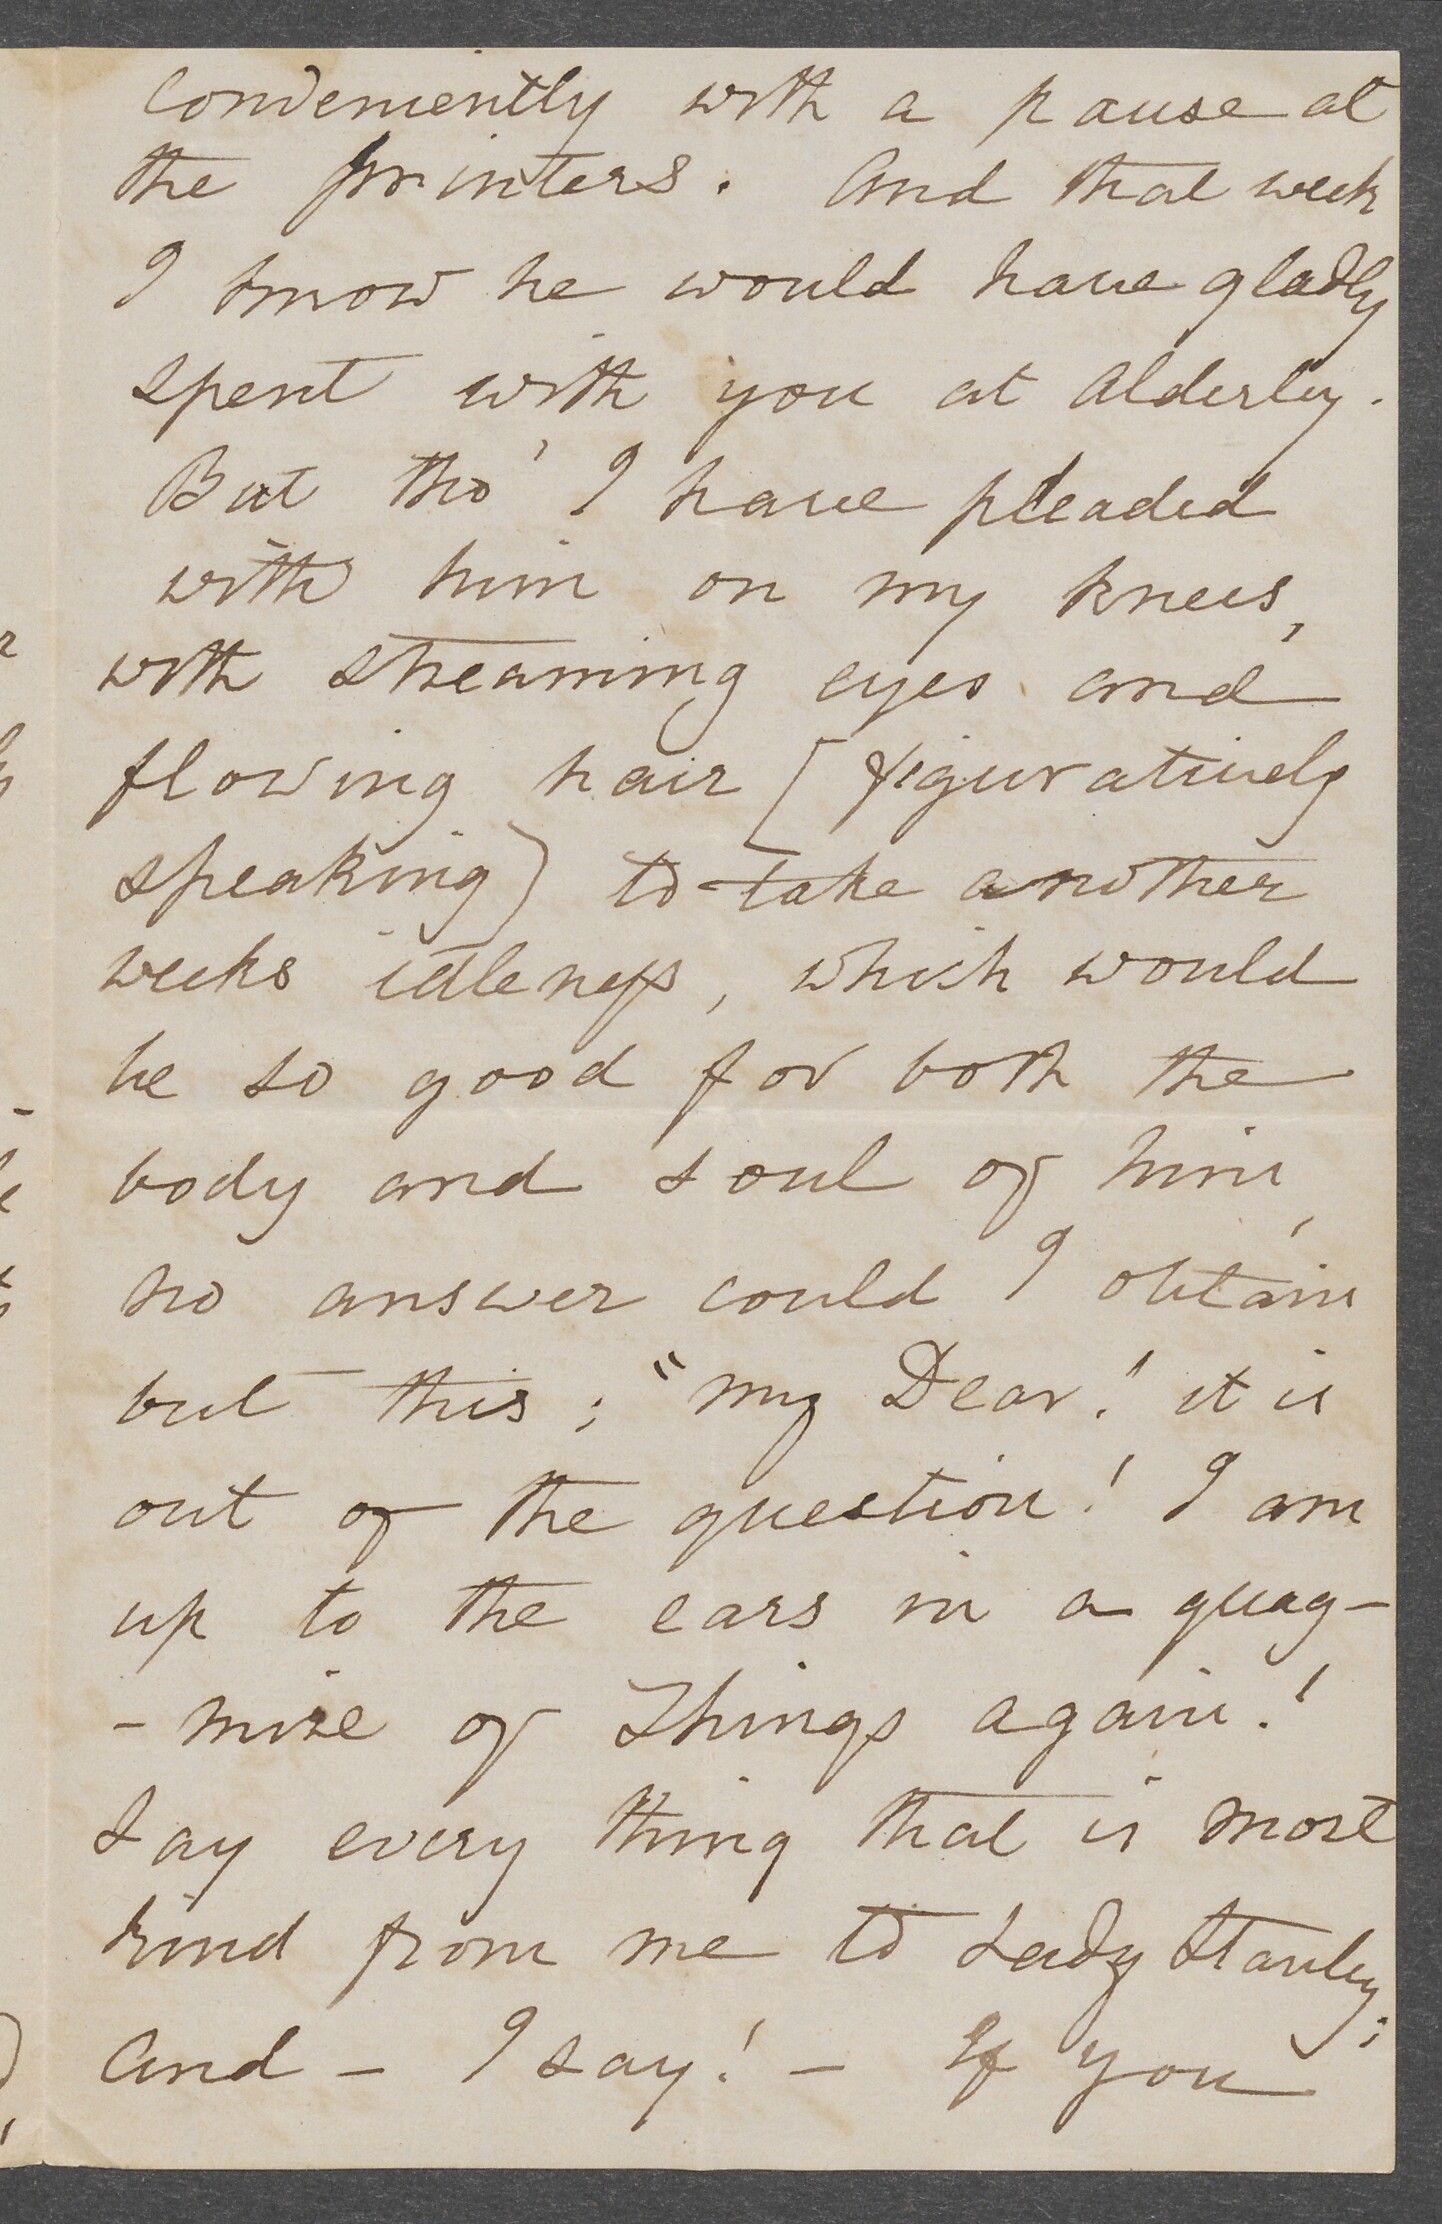 conveniently with a pause at
the printers. And that week
I know he would have gladly
spent with you at Alderley.
But tho' I have pleaded
with him on my knees,
with streaming eyes and
flowing hair [figuratively
speaking) to take another
weeks idleness, which would
be so good for both the
body and soul of him,
no answer could I obtain
but this; "my Dear! it is
out of the question! I am
up to the ears in a quag-
-mire of Things again!
Say every thing that is most
kind from me to Lady Stanley;
and - I say! - If you